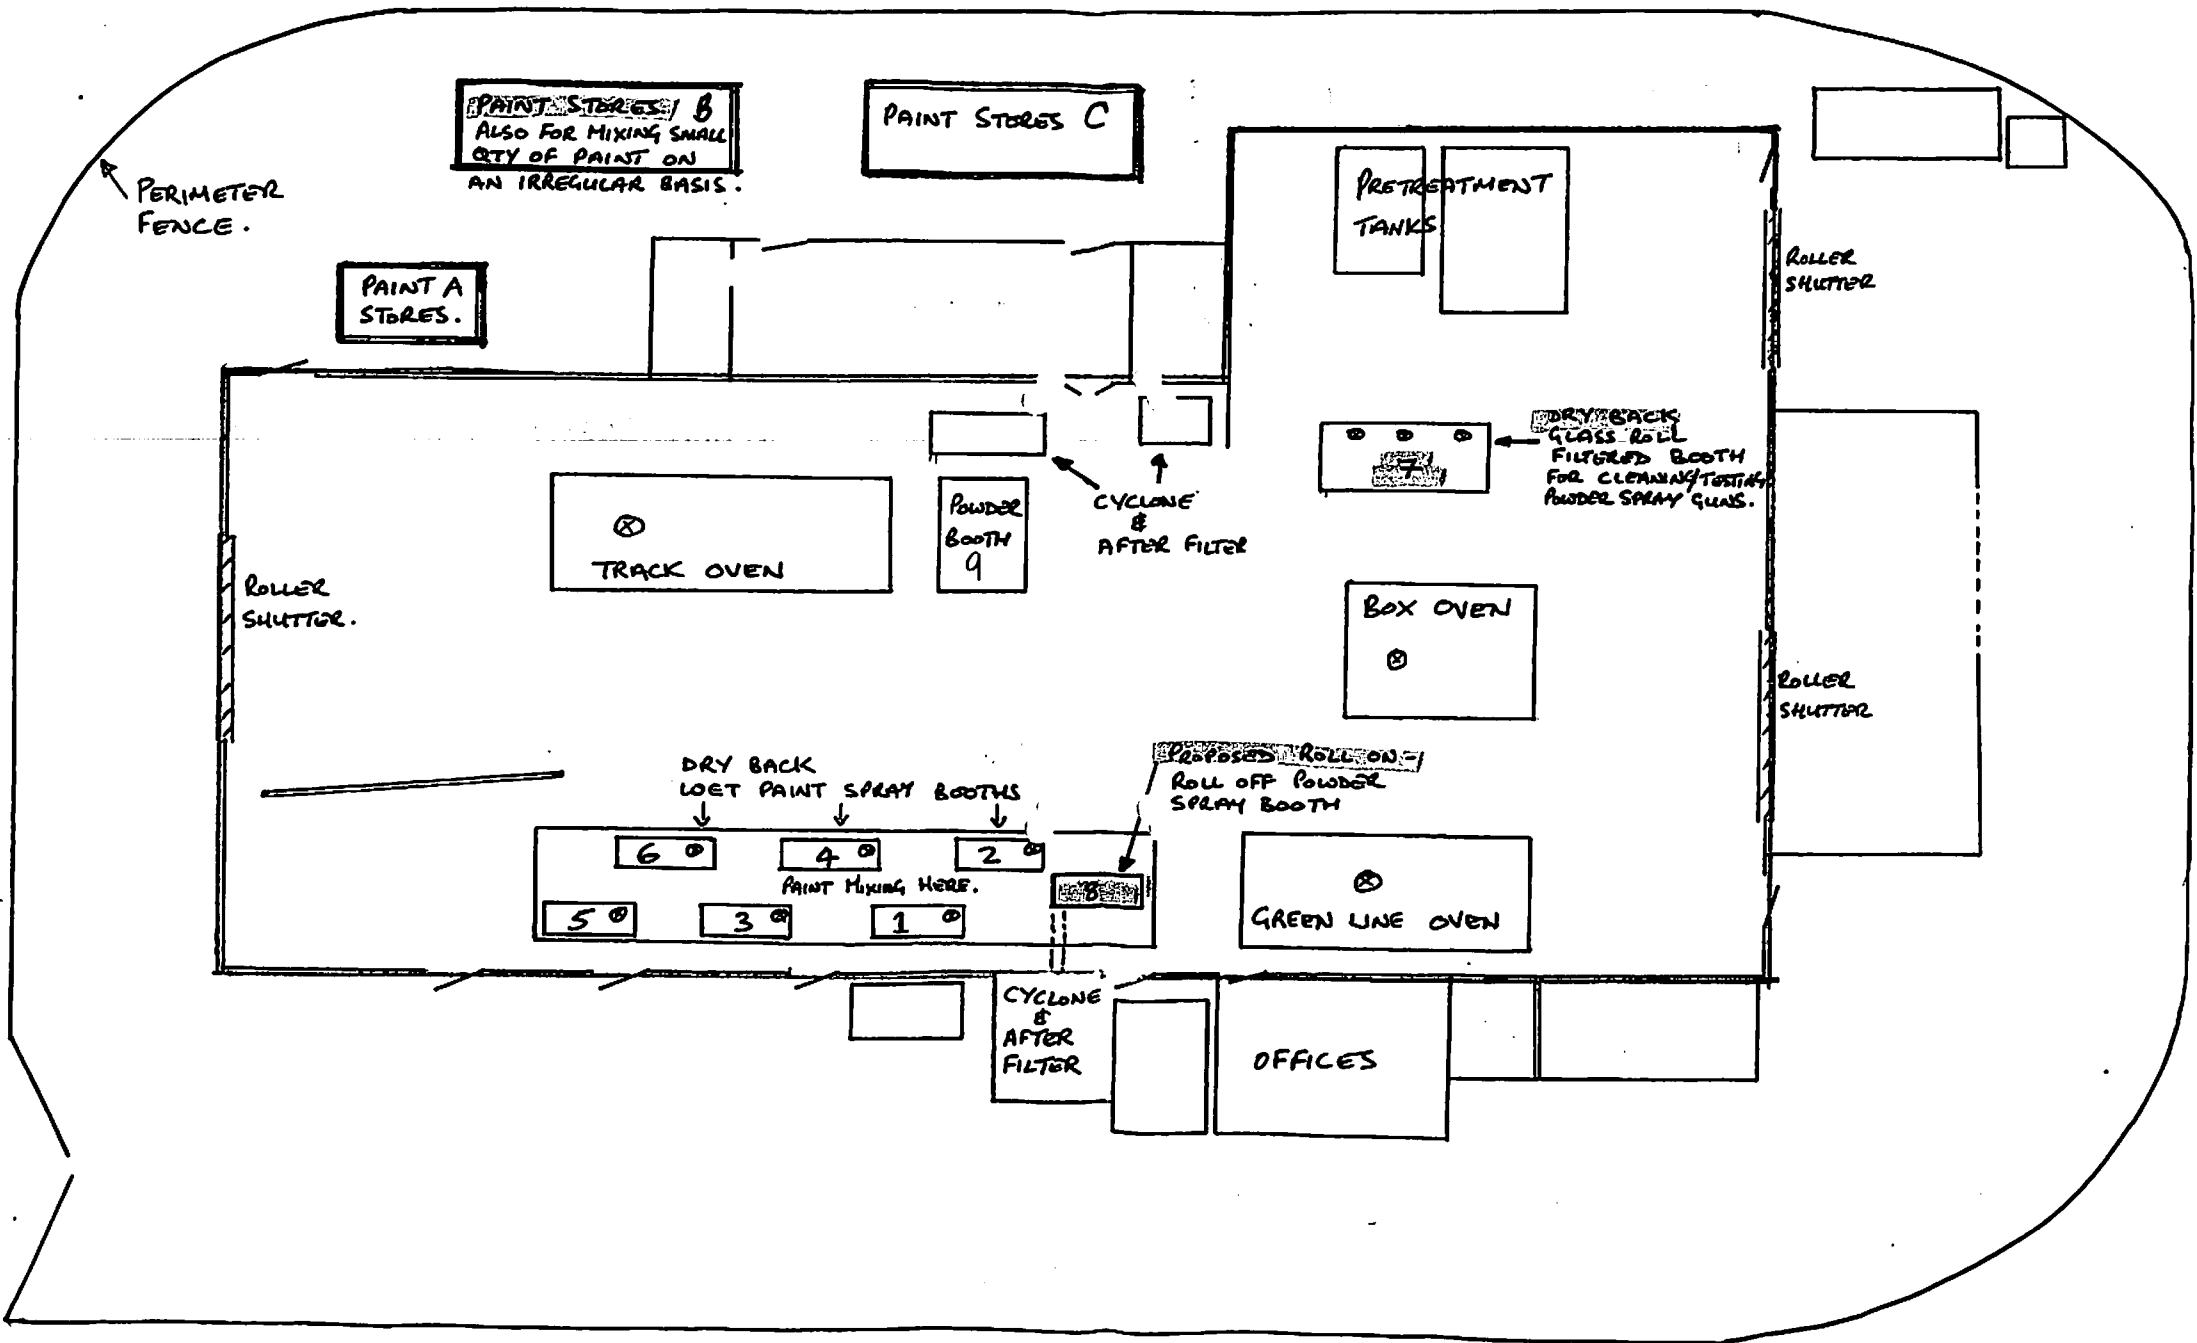 PAINT STORES/ B
ALSO FOR MIXING SMALL
QTY OF PAINT ON
AN IRREGULAR BASIS.
PAINT STORES C
PERIMETER
FENCE.
PAINT A
STORES.
PRETREATMENT
TANKS
ROLLER
SHUTTER
DRY BACK
GLASS ROLL
FILTERED BOOTH
FOR CLEANING/TESTING
POWDER SPRAY GUNS.
7
CYCLONE
&
AFTER FILTER
POWDER
BOOTH
9
TRACK OVEN
ROLLER
SHUTTER.
BOX OVEN
ROLLER
SHUTTER
DRY BACK
WET PAINT SPRAY BOOTHS
PROPOSED ROLL ON-/
ROLL OFF POWDER
SPRAY BOOTH
6
4
2
PAINT MIXING HERE.
8
5
3
1
GREEN LINE OVEN
CYCLONE
&
AFTER
FILTER
OFFICES